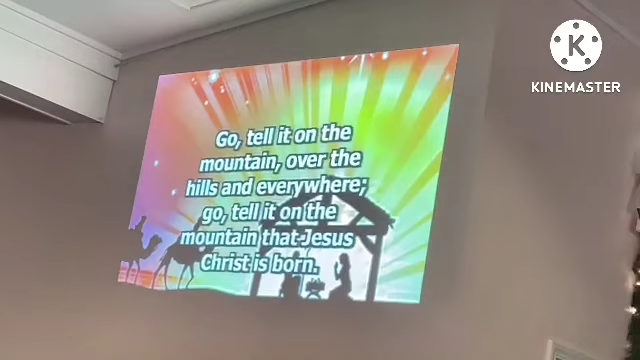 Go, tell it on the
mountain, over the
hills and everywhere;
go, tell it on the
mountain that Jesus
Christ is born.
K
KINEMASTER